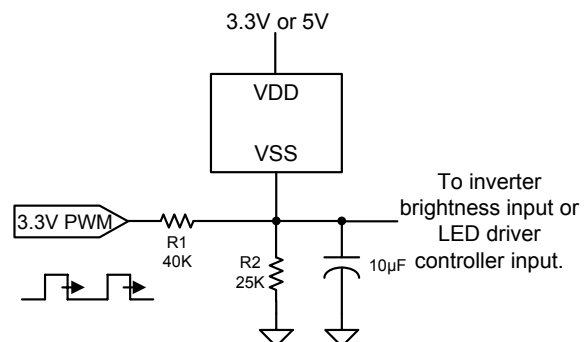 3.3V or 5V
VDD
VSS
3.3V PWM
R1
40K
R2
25K
10µF
To inverter
brightness input or
LED driver
controller input.